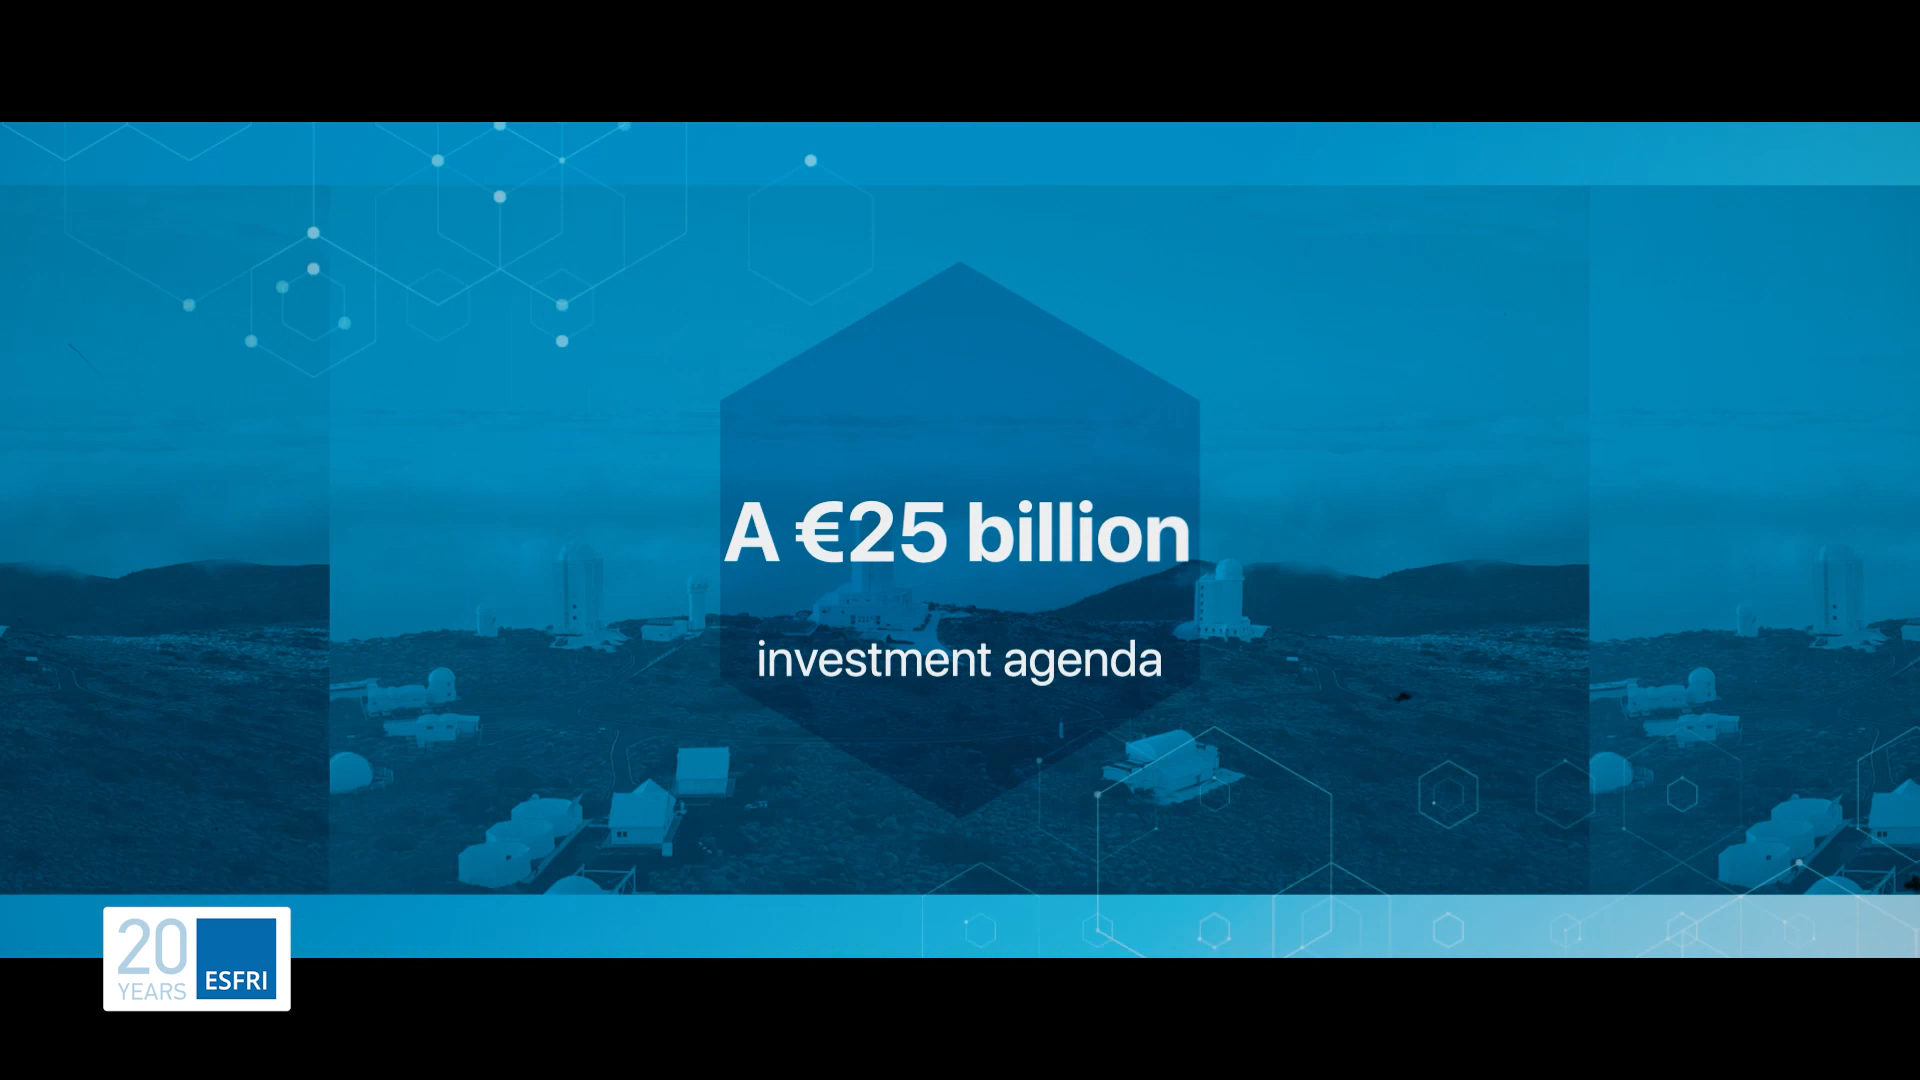 A €25 billion
investment agenda
20
YEARS
ESFRI